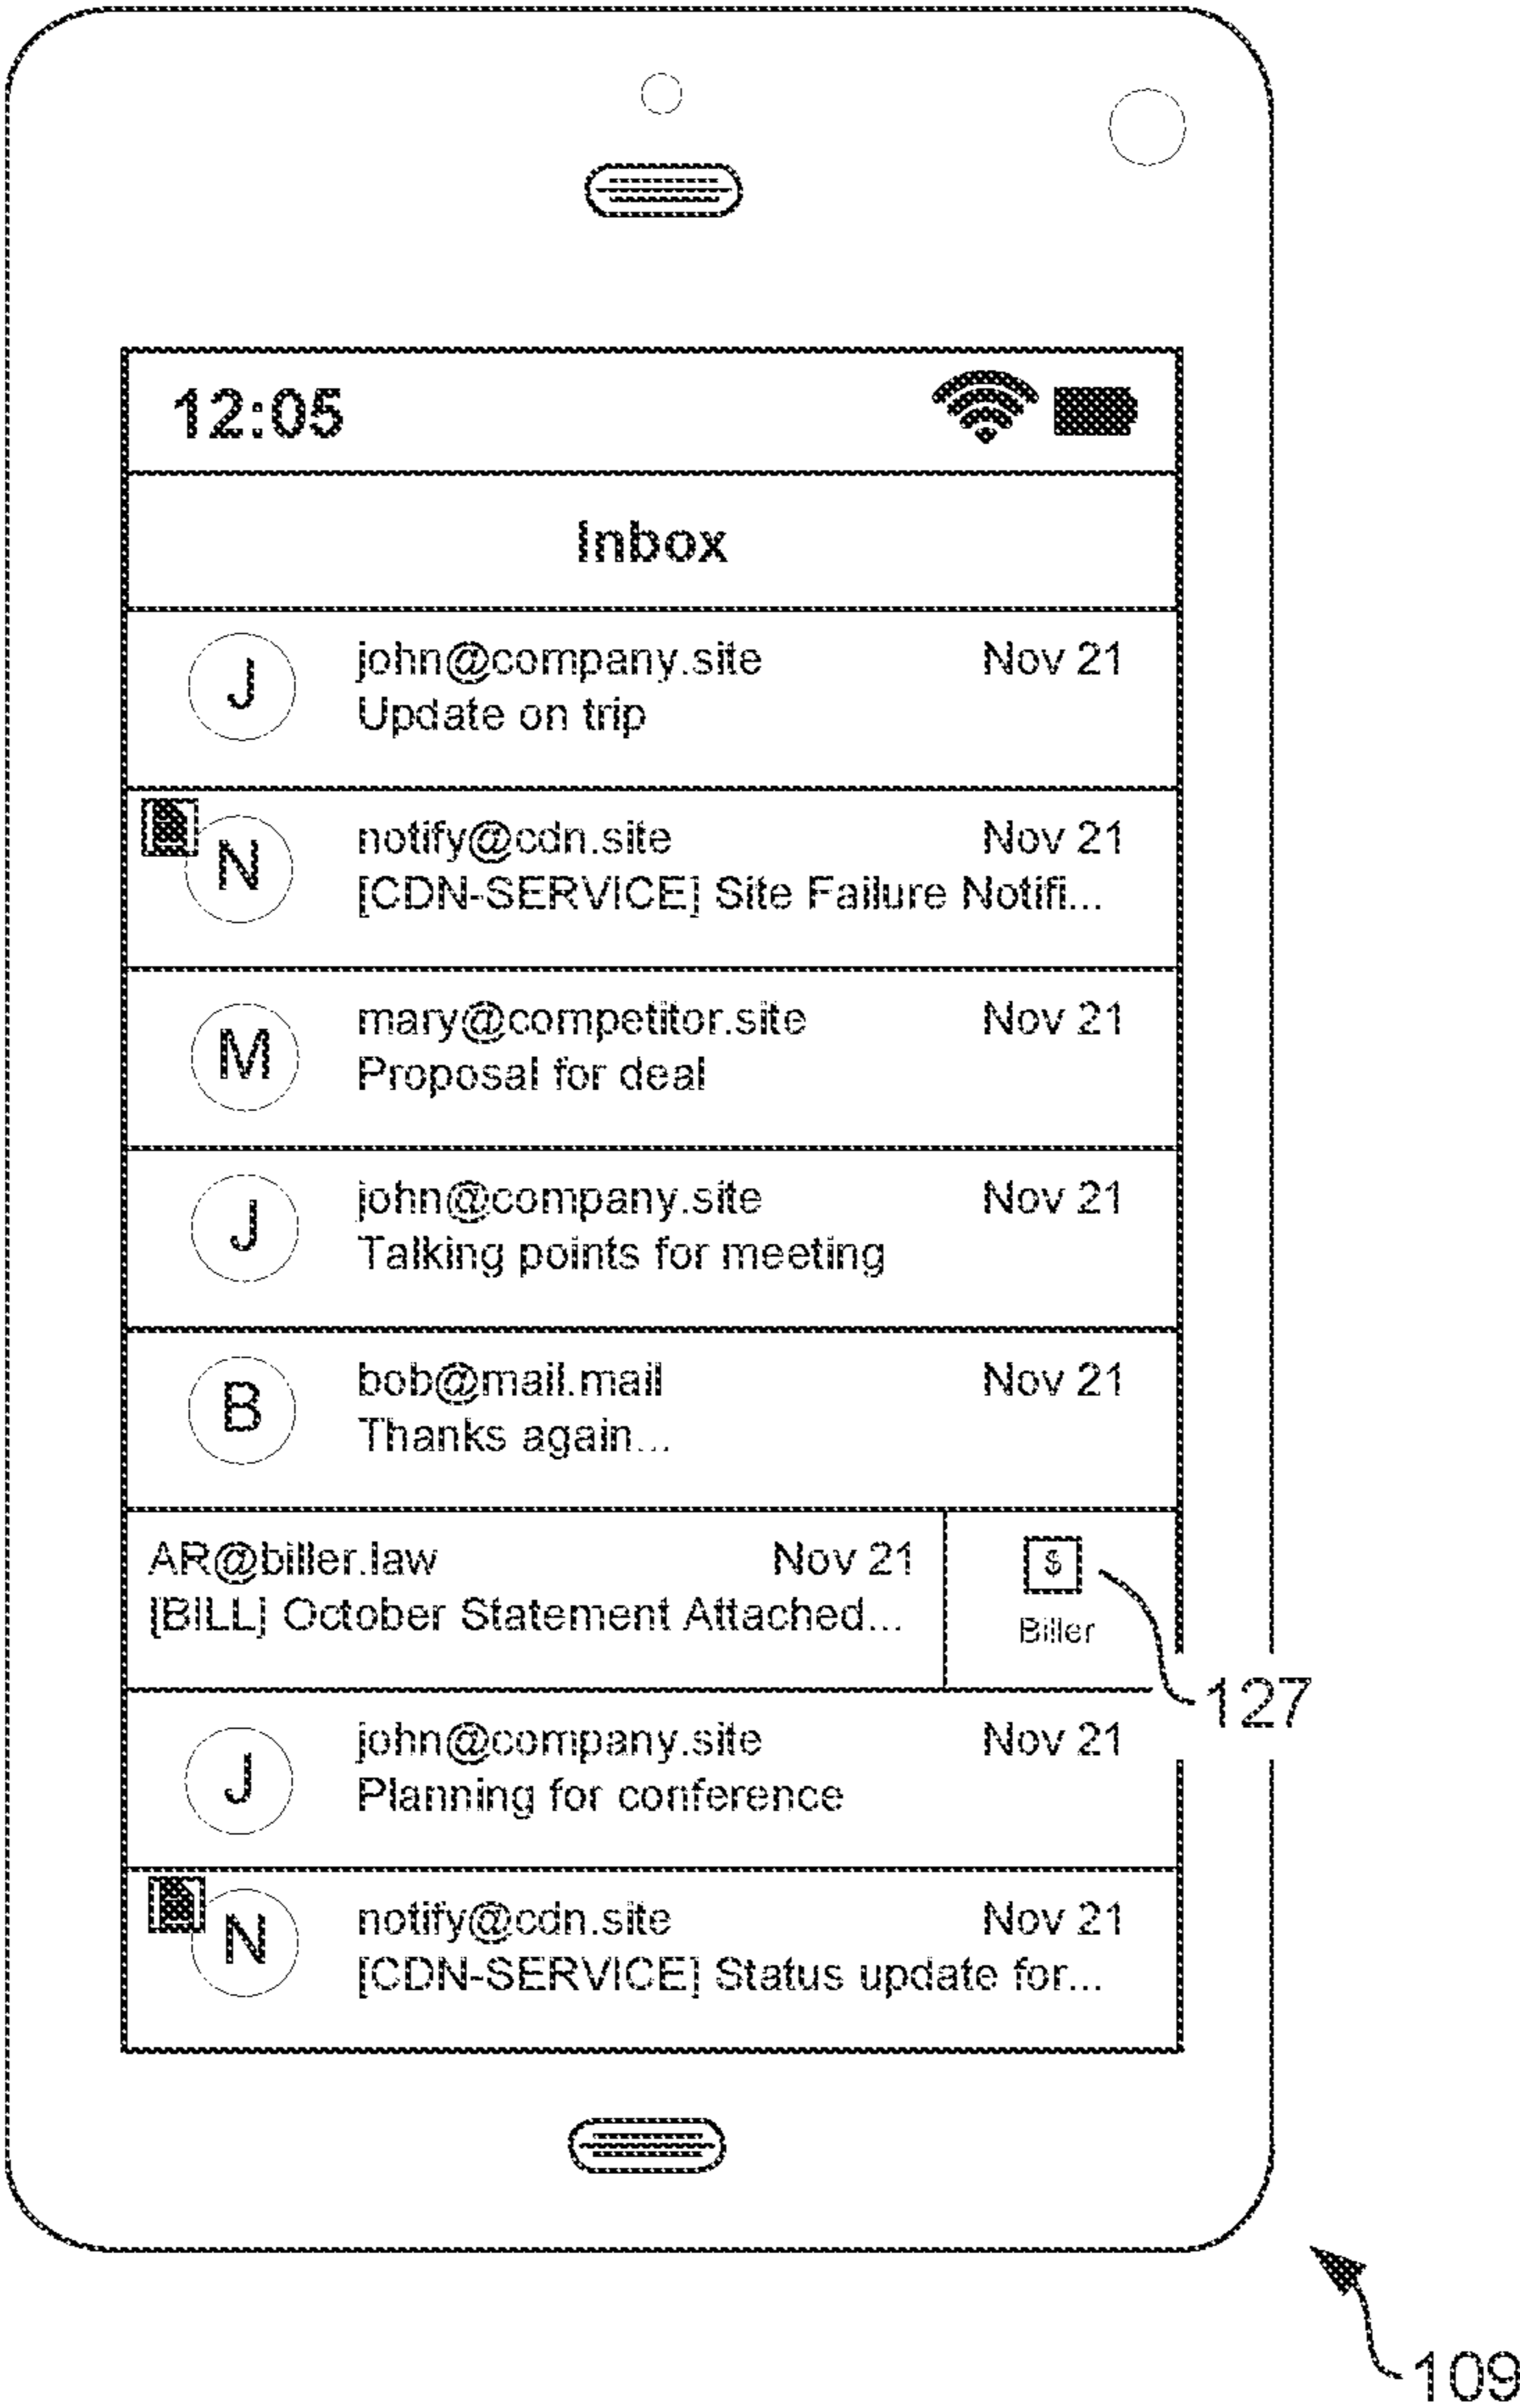 12:05
Inbox
J
john@company.site Nov 21
Update on trip
N
notify@cdn.site Nov 21
[CDN-SERVICE] Site Failure Notifi...
M
mary@competitor.site Nov 21
Proposal for deal
J
john@company.site Nov 21
Talking points for meeting
B
bob@mail.mail Nov 21
Thanks again...
AR@biller.law Nov 21 $
[BILL] October Statement Attached... Biller
127
J
john@company.site Nov 21
Planning for conference
N
notify@cdn.site Nov 21
[CDN-SERVICE] Status update for...
109